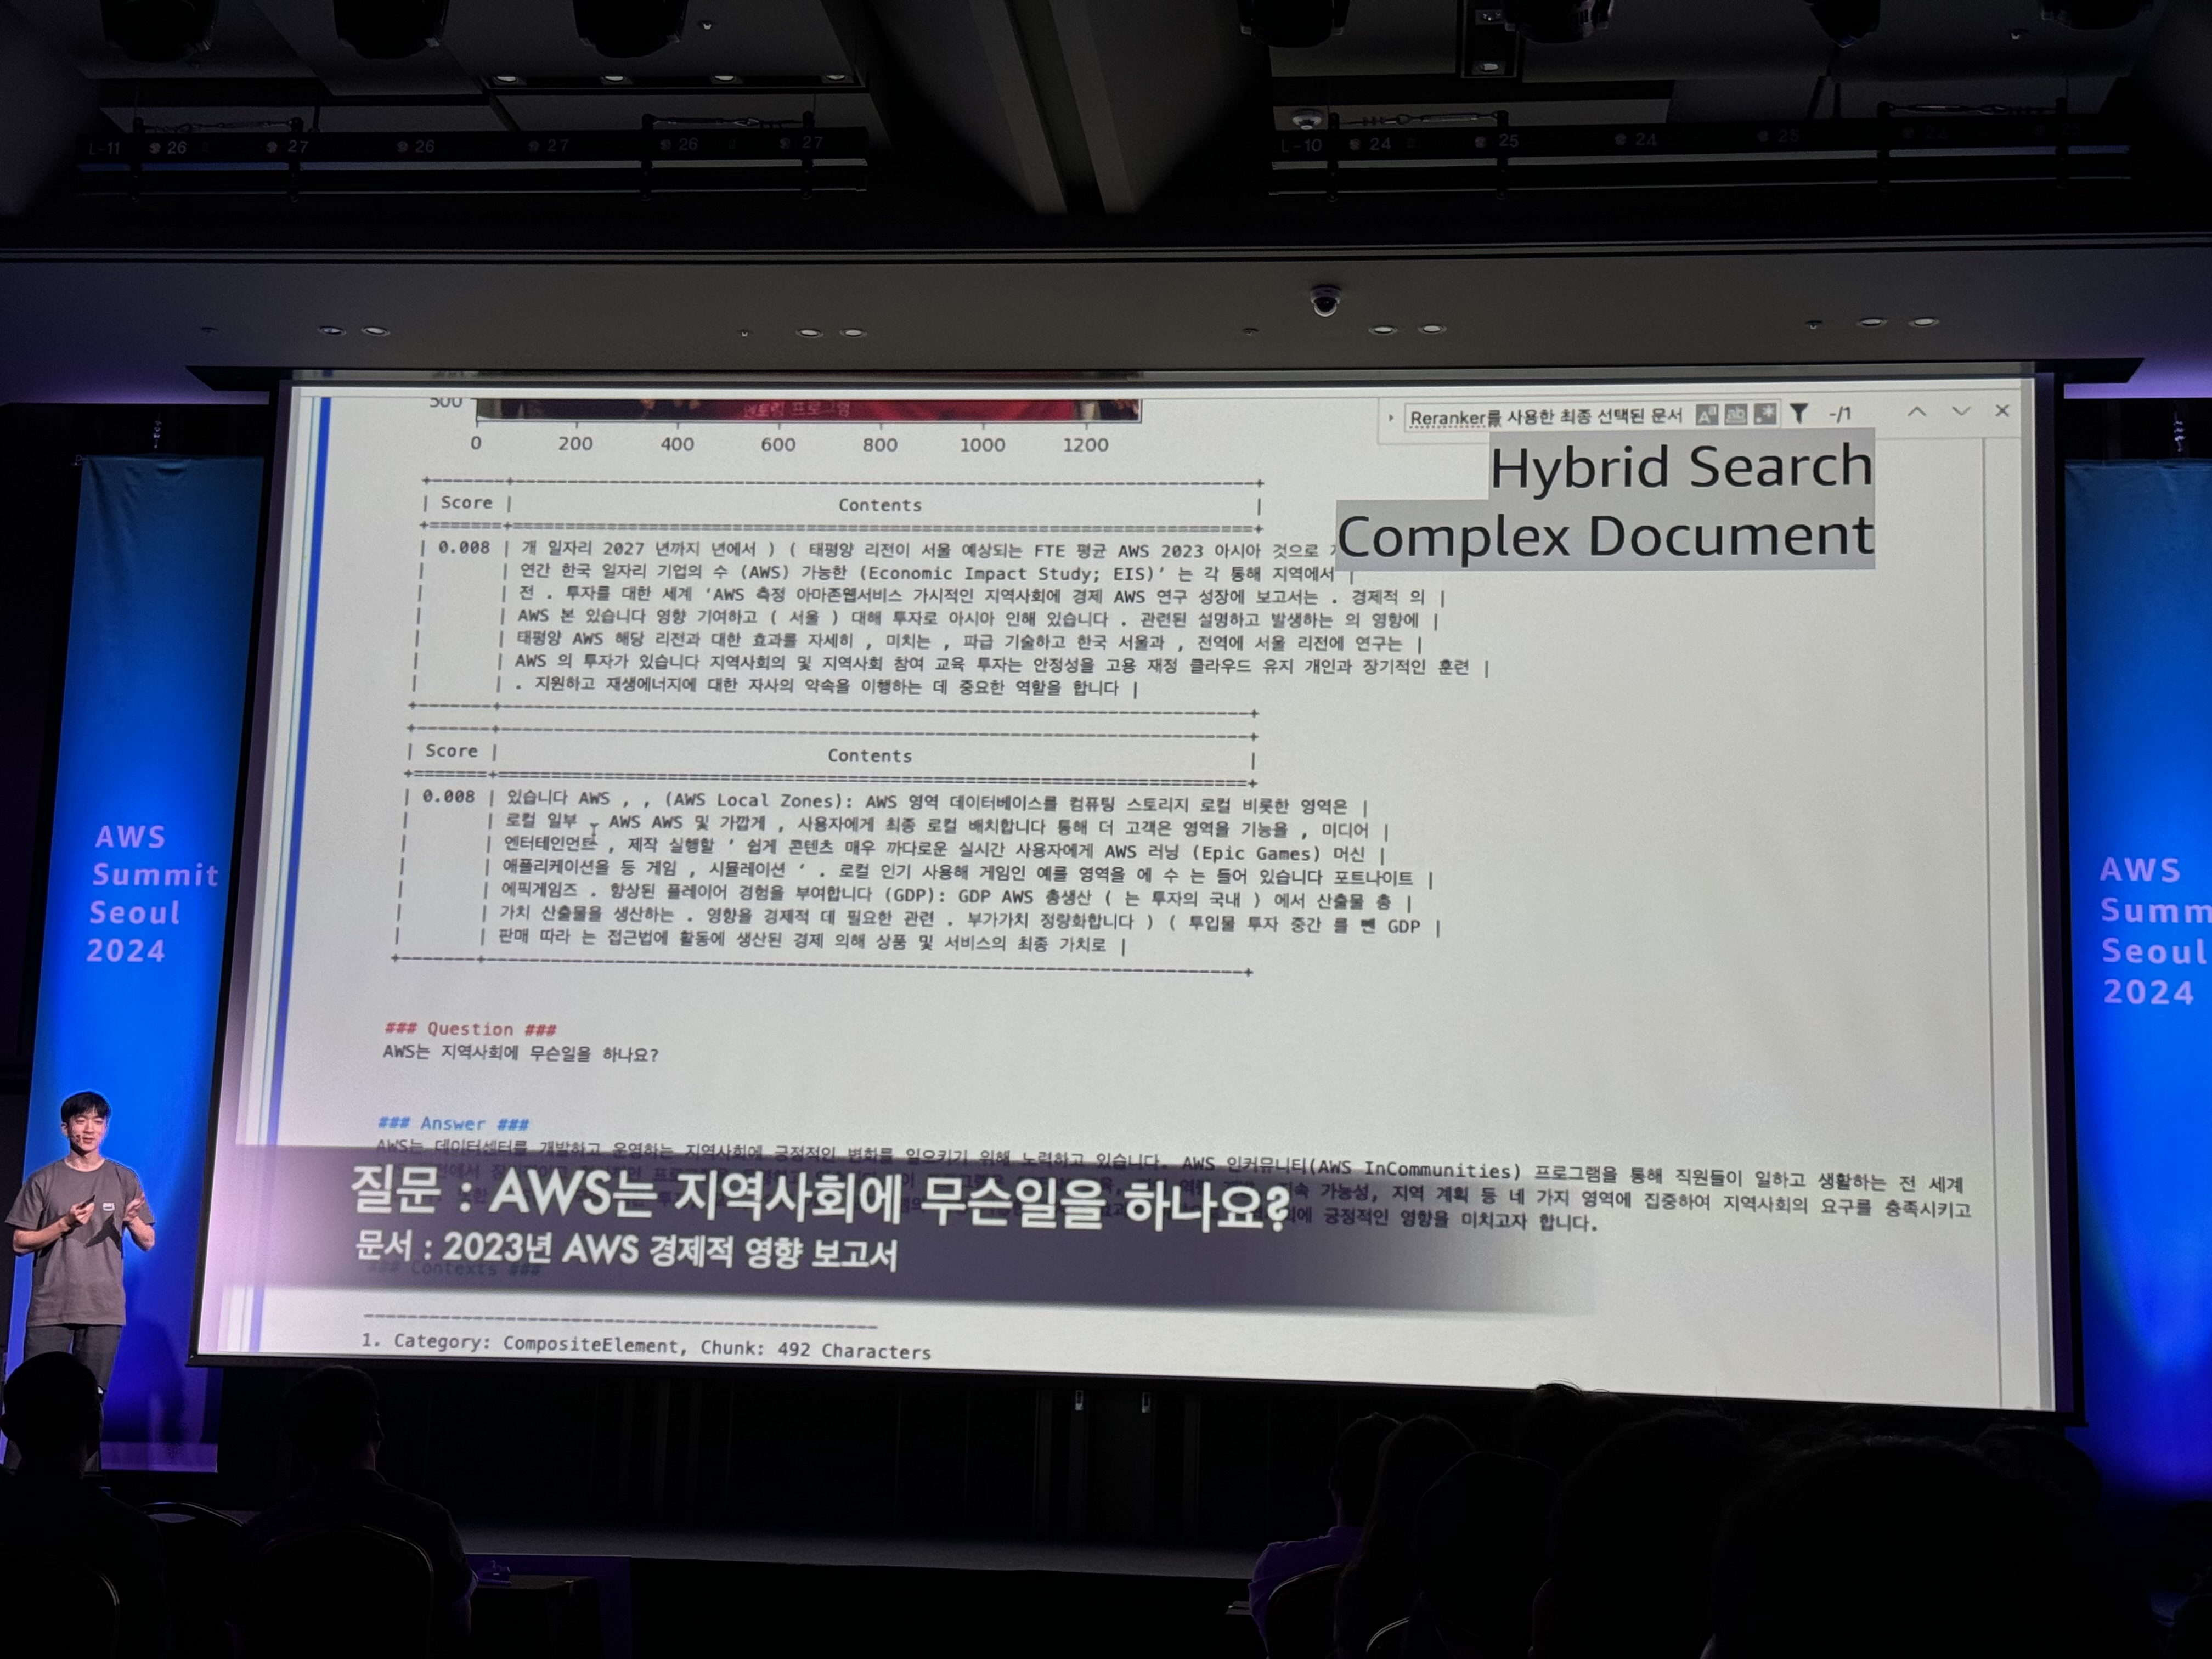 L-11 26 27 26 27 26 27
L-10 24 25 24 25 24 25
500
멘토링 프로그램
0 200 400 600 800 1000 1200
Reranker를 사용한 최종 선택된 문서 -/1
Hybrid Search
Complex Document
| Score | Contents |
| 0.008 | 개 일자리 2027 년까지 년에서 ) ( 태평양 리전이 서울 예상되는 FTE 평균 AWS 2023 아시아 것으로
| | 연간 한국 일자리 기업의 수 (AWS) 가능한 (Economic Impact Study; EIS)’ 는 각 통해 지역에서 |
| | 전 . 투자를 대한 세계 ‘AWS 측정 아마존웹서비스 가시적인 지역사회에 경제 AWS 연구 성장에 보고서는 . 경제적 의 |
| | AWS 본 있습니다 영향 기여하고 ( 서울 ) 대해 투자로 아시아 인해 있습니다 . 관련된 설명하고 발생하는 의 영향에 |
| | 태평양 AWS 해당 리전과 대한 효과를 자세히 , 미치는 , 파급 기술하고 한국 서울과 , 전역에 서울 리전에 연구는 |
| | AWS 의 투자가 있습니다 지역사회의 및 지역사회 참여 교육 투자는 안정성을 고용 재정 클라우드 유지 개인과 장기적인 훈련 |
| | . 지원하고 재생에너지에 대한 자사의 약속을 이행하는 데 중요한 역할을 합니다 |
| Score | Contents |
| 0.008 | 있습니다 AWS , , (AWS Local Zones): AWS 영역 데이터베이스를 컴퓨팅 스토리지 로컬 비롯한 영역은 |
| | 로컬 일부 . AWS AWS 및 가깝게 , 사용자에게 최종 로컬 배치합니다 통해 더 고객은 영역을 기능을 , 미디어 |
| | 엔터테인먼트 , 제작 실행할 ’ 쉽게 콘텐츠 매우 까다로운 실시간 사용자에게 AWS 러닝 (Epic Games) 머신 |
| | 애플리케이션을 등 게임 , 시뮬레이션 ‘ . 로컬 인기 사용해 게임인 예를 영역을 에 수 는 들어 있습니다 포트나이트 |
| | 에픽게임즈 . 향상된 플레이어 경험을 부여합니다 (GDP): GDP AWS 총생산 ( 는 투자의 국내 ) 에서 산출물 총 |
| | 가치 산출물을 생산하는 . 영향을 경제적 데 필요한 관련 . 부가가치 정량화합니다 ) ( 투입물 투자 중간 를 뺀 GDP |
| | 판매 따라 는 접근법에 활동에 생산된 경제 의해 상품 및 서비스의 최종 가치로 |
### Question ###
AWS는 지역사회에 무슨일을 하나요?
### Answer ###
AWS는 데이터센터를 개발하고 운영하는 지역사회에 긍정적인 변화를 일으키기 위해 노력하고 있습니다. AWS 인커뮤니티(AWS InCommunities) 프로그램을 통해 직원들이 일하고 생활하는 전 세계
지속 가능성, 지역 계획 등 네 가지 영역에 집중하여 지역사회의 요구를 충족시키고
긍정적인 영향을 미치고자 합니다.
질문 : AWS는 지역사회에 무슨일을 하나요?
문서 : 2023년 AWS 경제적 영향 보고서
### Contexts ###
1. Category: CompositeElement, Chunk: 492 Characters
AWS
Summit
Seoul
2024
AWS
Summ
Seoul
2024